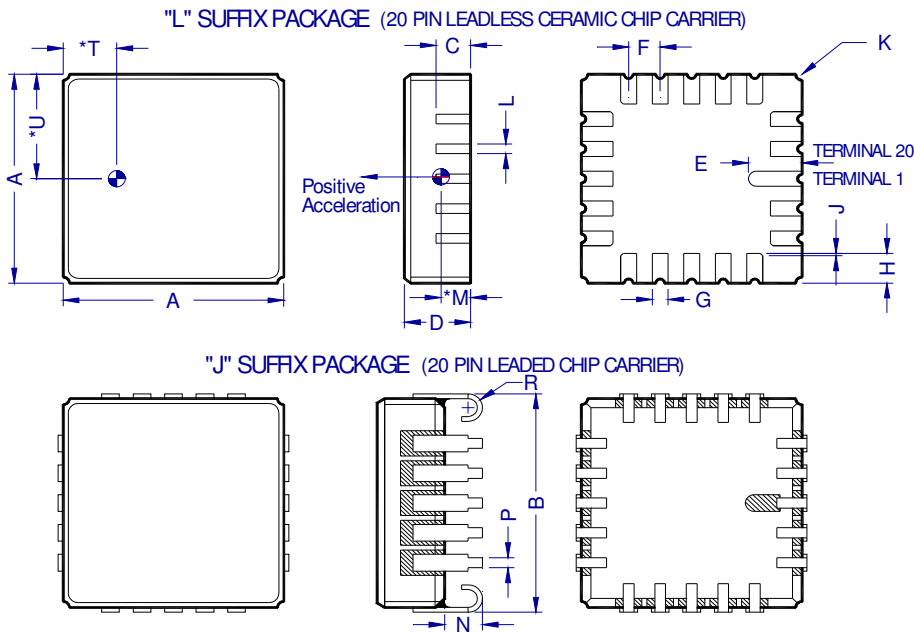 "L" SUFFIX PACKAGE (20 PIN LEADLESS CERAMIC CHIP CARRIER)
*T
C
F
K
*U
L
A
E
TERMINAL 20
Positive
Acceleration
TERMINAL 1
J
H
A
*M
G
D
"J" SUFFIX PACKAGE (20 PIN LEADED CHIP CARRIER)
R
P
B
N